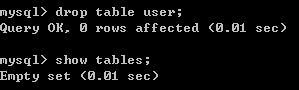 mysql> drop table user;
Query OK, 0 rows affected (0.01 sec)
mysql> show tables;
Empty set (0.01 sec)